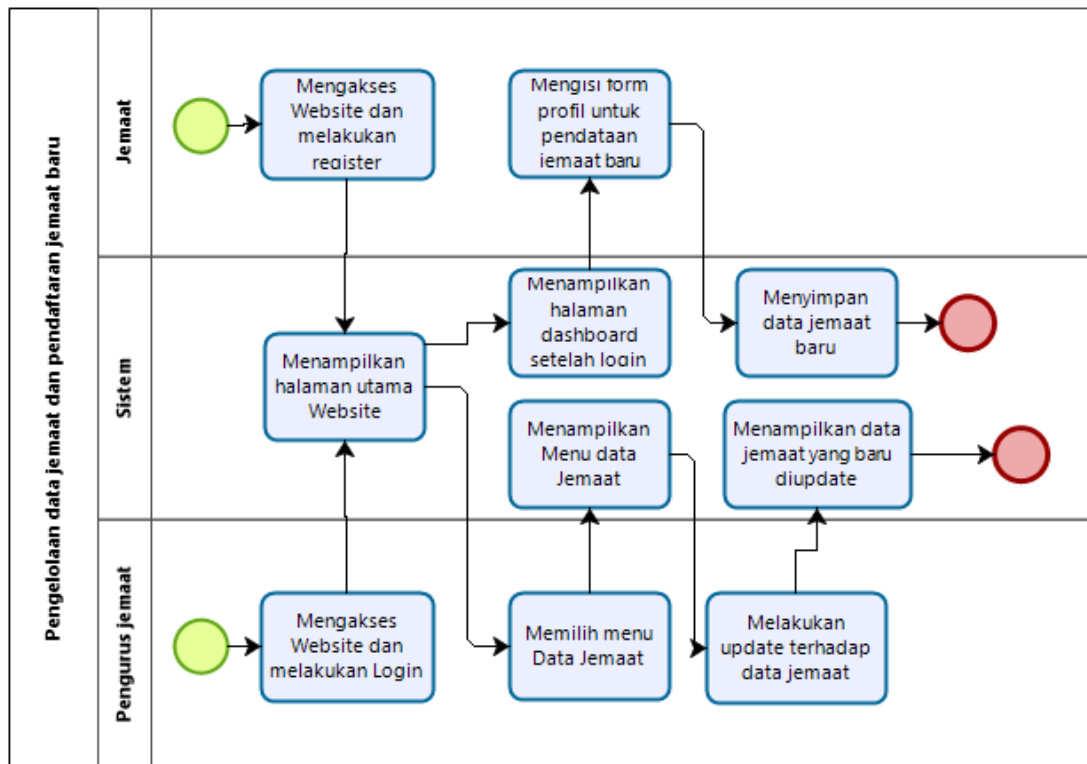 Pengelolaan data jemaat dan pendaftaran jemaat baru
Jemaat
Mengakses
Website dan
melakukan
register
Mengisi form
profil untuk
pendataan
jemaat baru
Sistem
Menampilkan
halaman utama
Website
Menampilkan
halaman
dashboard
setelah login
Menyimpan
data jemaat
baru
Menampilkan
Menu data
Jemaat
Menampilkan data
jemaat yang baru
diupdate
Pengurus jemaat
Mengakses
Website dan
melakukan Login
Memilih menu
Data Jemaat
Melakukan
update terhadap
data jemaat